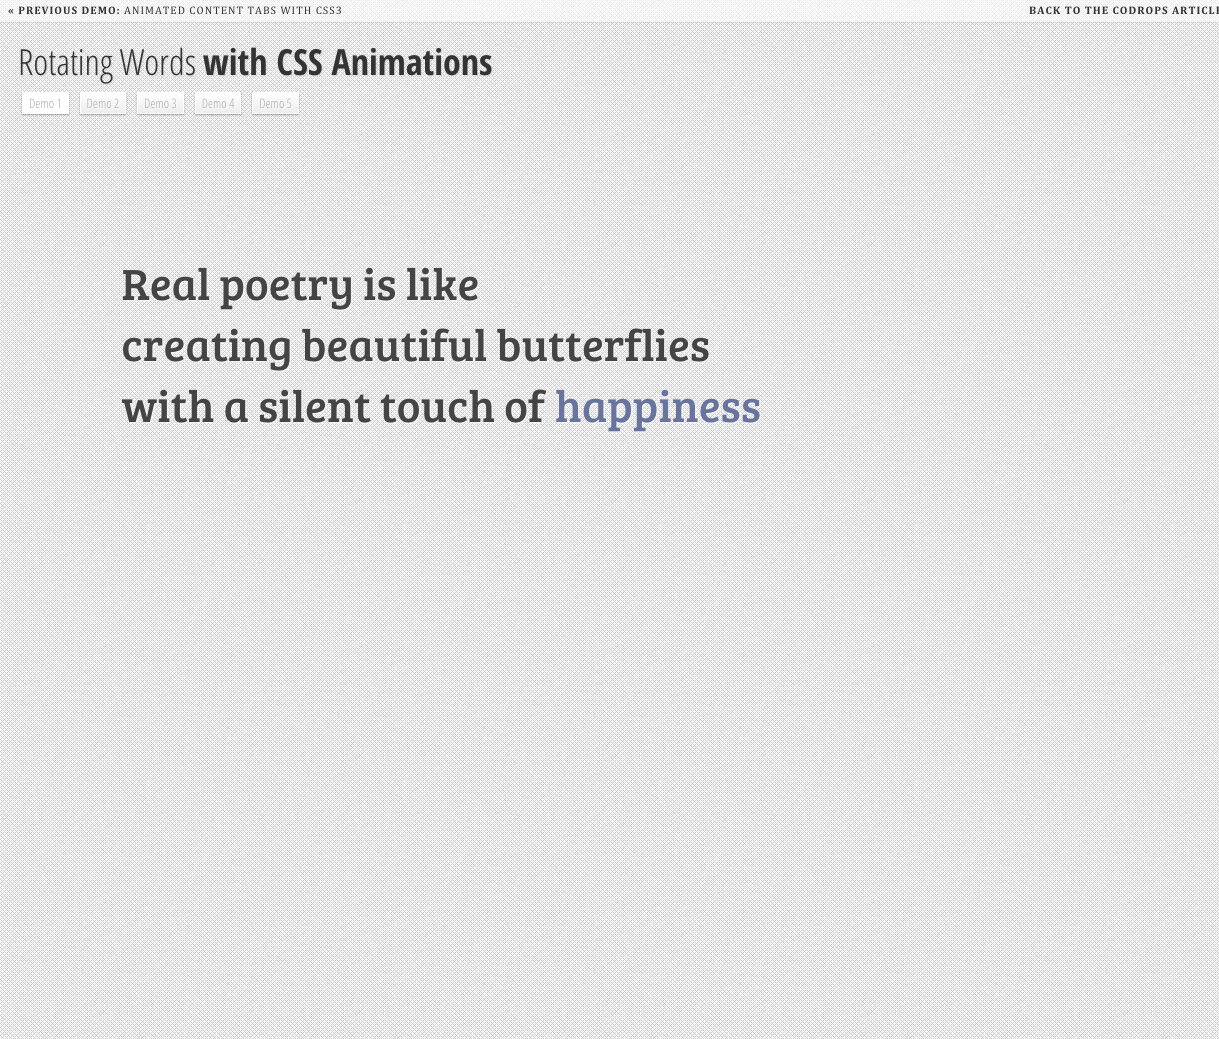 « PREVIOUS DEMO: ANIMATED CONTENT TABS WITH CSS3
BACK TO THE CODROPS ARTICLE
Rotating Words with CSS Animations
Demo 1 Demo 2 Demo 3 Demo 4 Demo 5
Real poetry is like
creating beautiful butterflies
with a silent touch of happiness